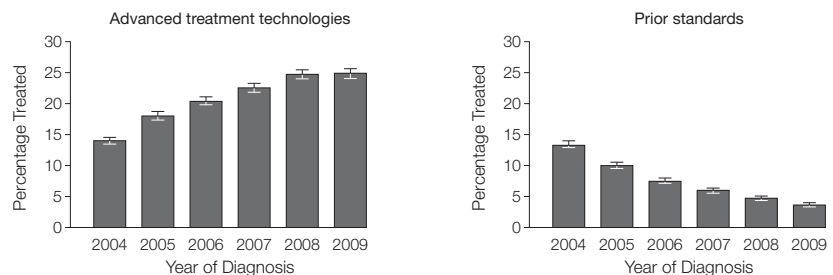 Advanced treatment technologies
30
25
20
15
10
5
0
Percentage Treated
2004 2005 2006 2007 2008 2009
Year of Diagnosis
Prior standards
30
25
20
15
10
5
0
Percentage Treated
2004 2005 2006 2007 2008 2009
Year of Diagnosis